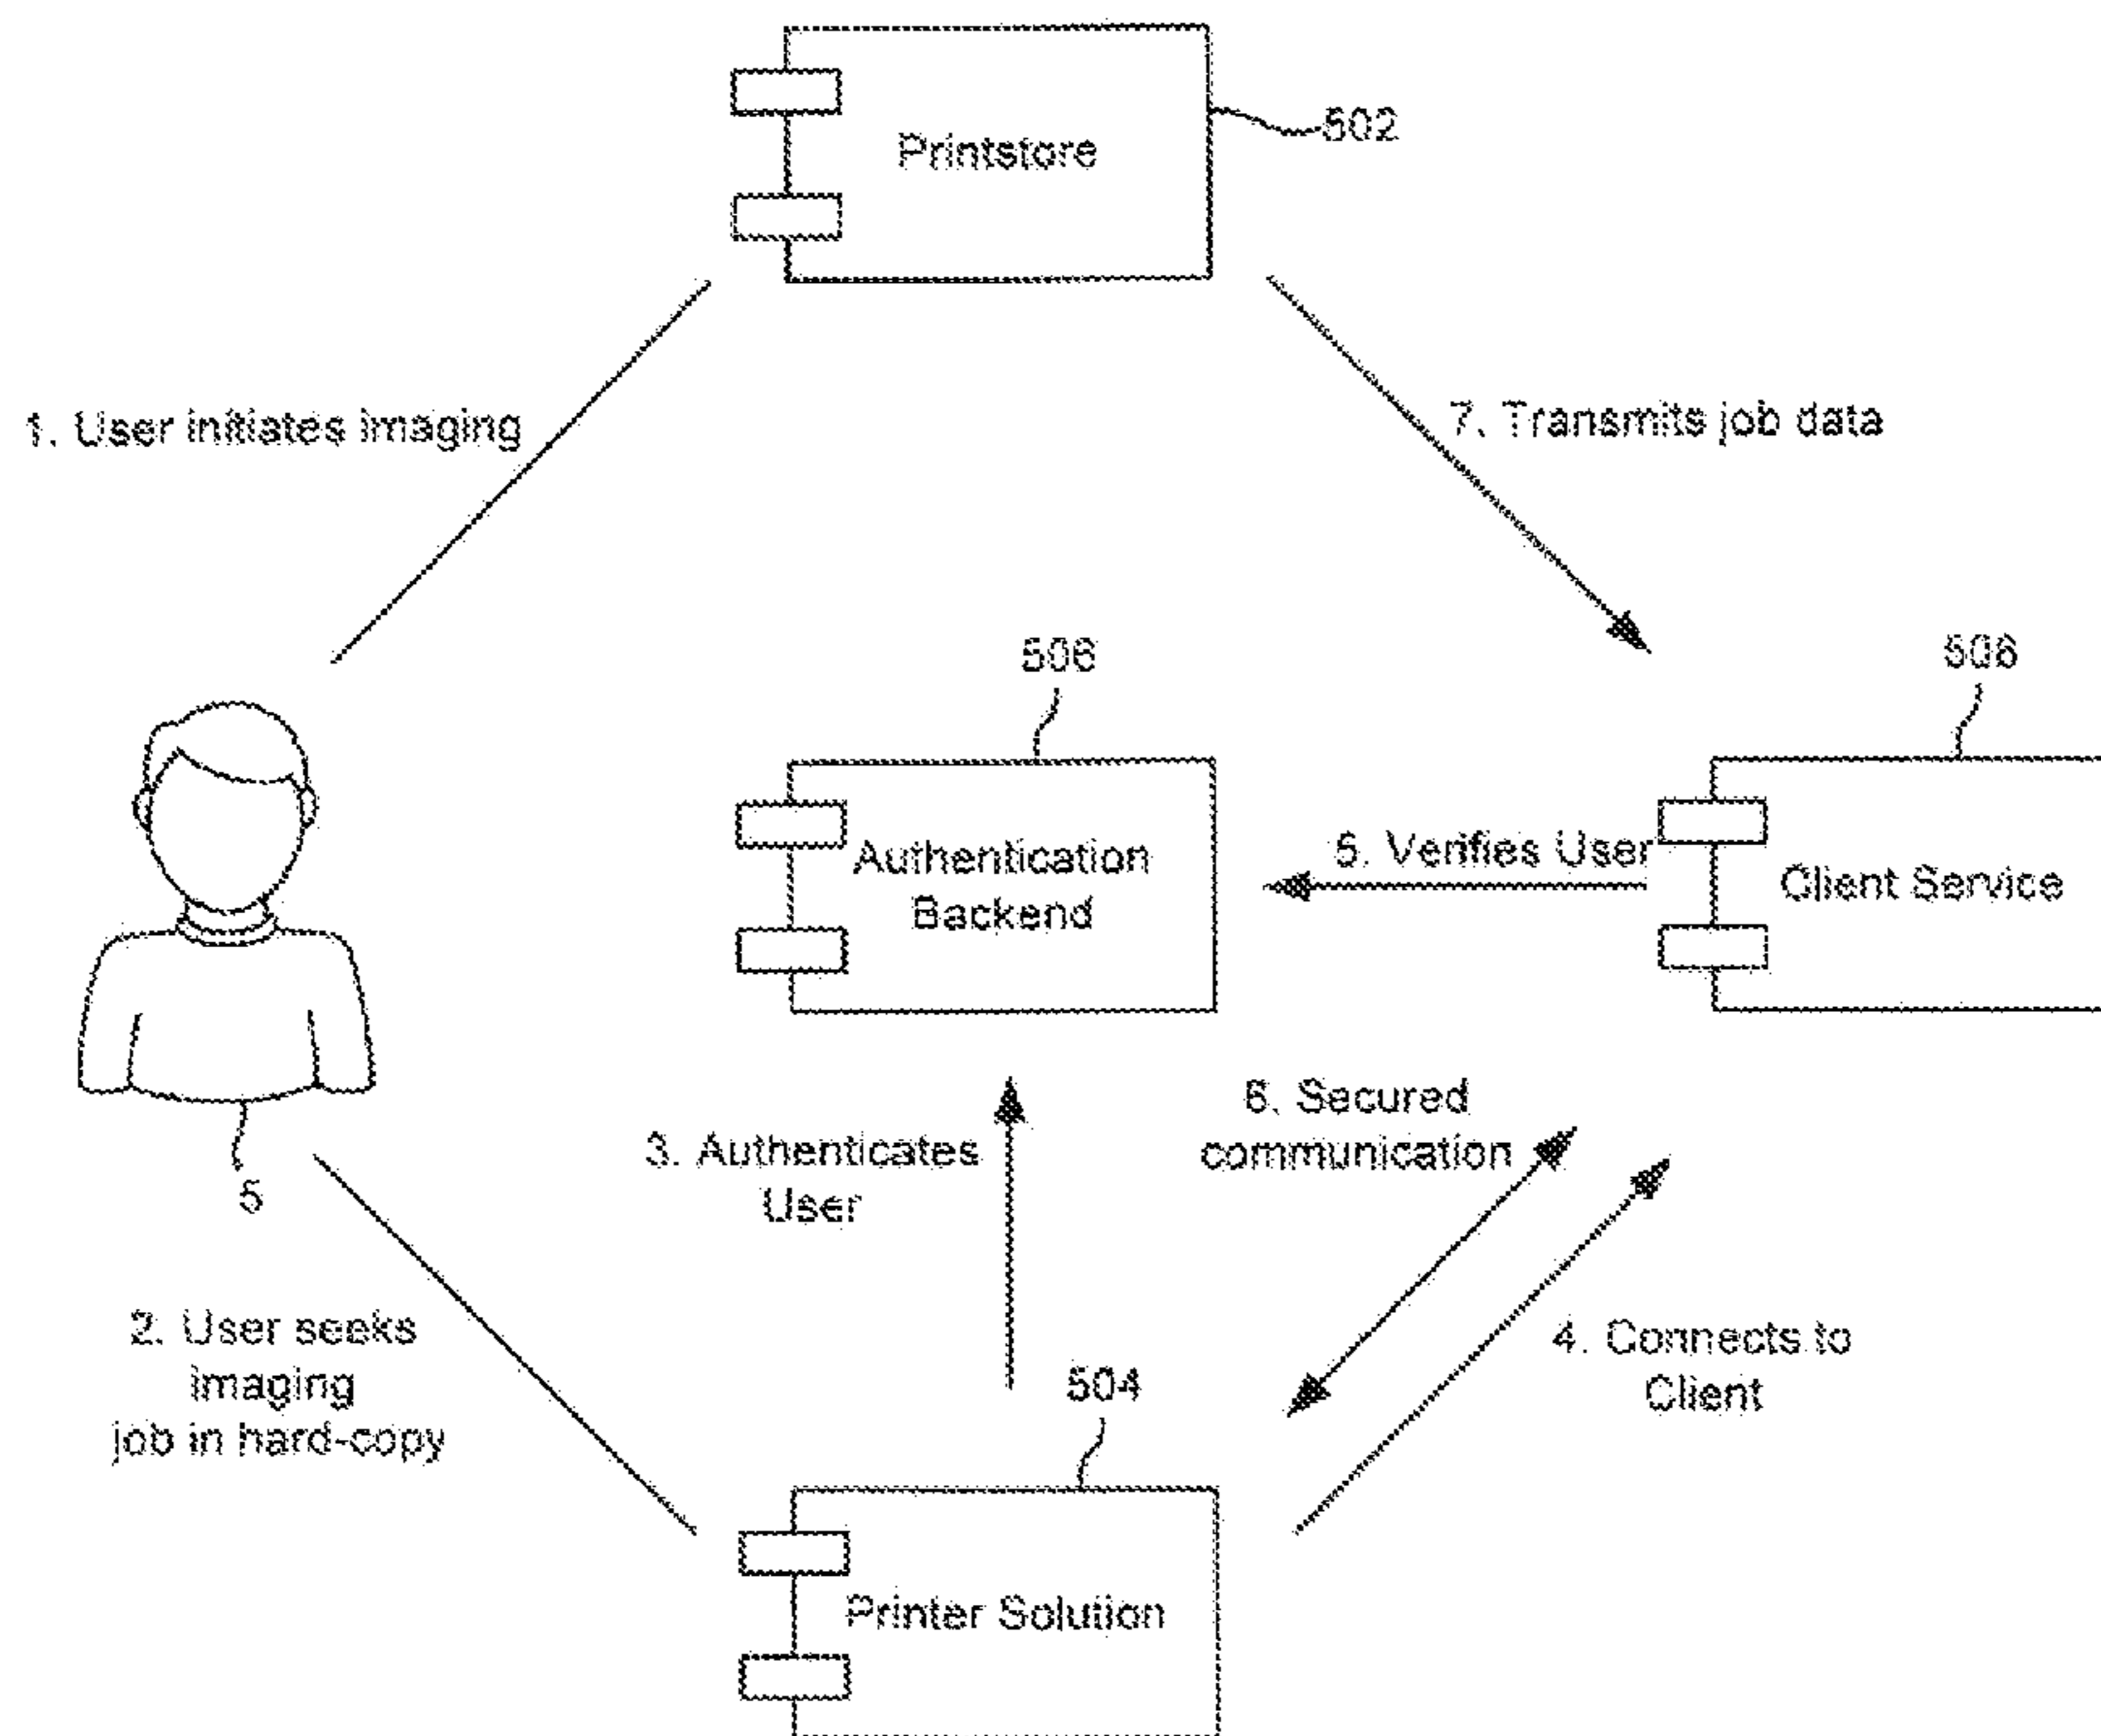 Printstore
502
1. User initiates imaging
7. Transmits job data
506
Authentication
Backend
5. Verifies User
Client Service
5
3. Authenticates
User
6. Secured
communication
2. User seeks
imaging
job in hard-copy
4. Connects to
Client
504
Printer Solution